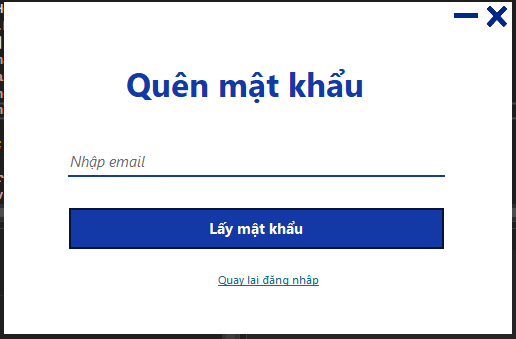 Quên mật khẩu
Nhập email
Lấy mật khẩu
Quay lại đăng nhập